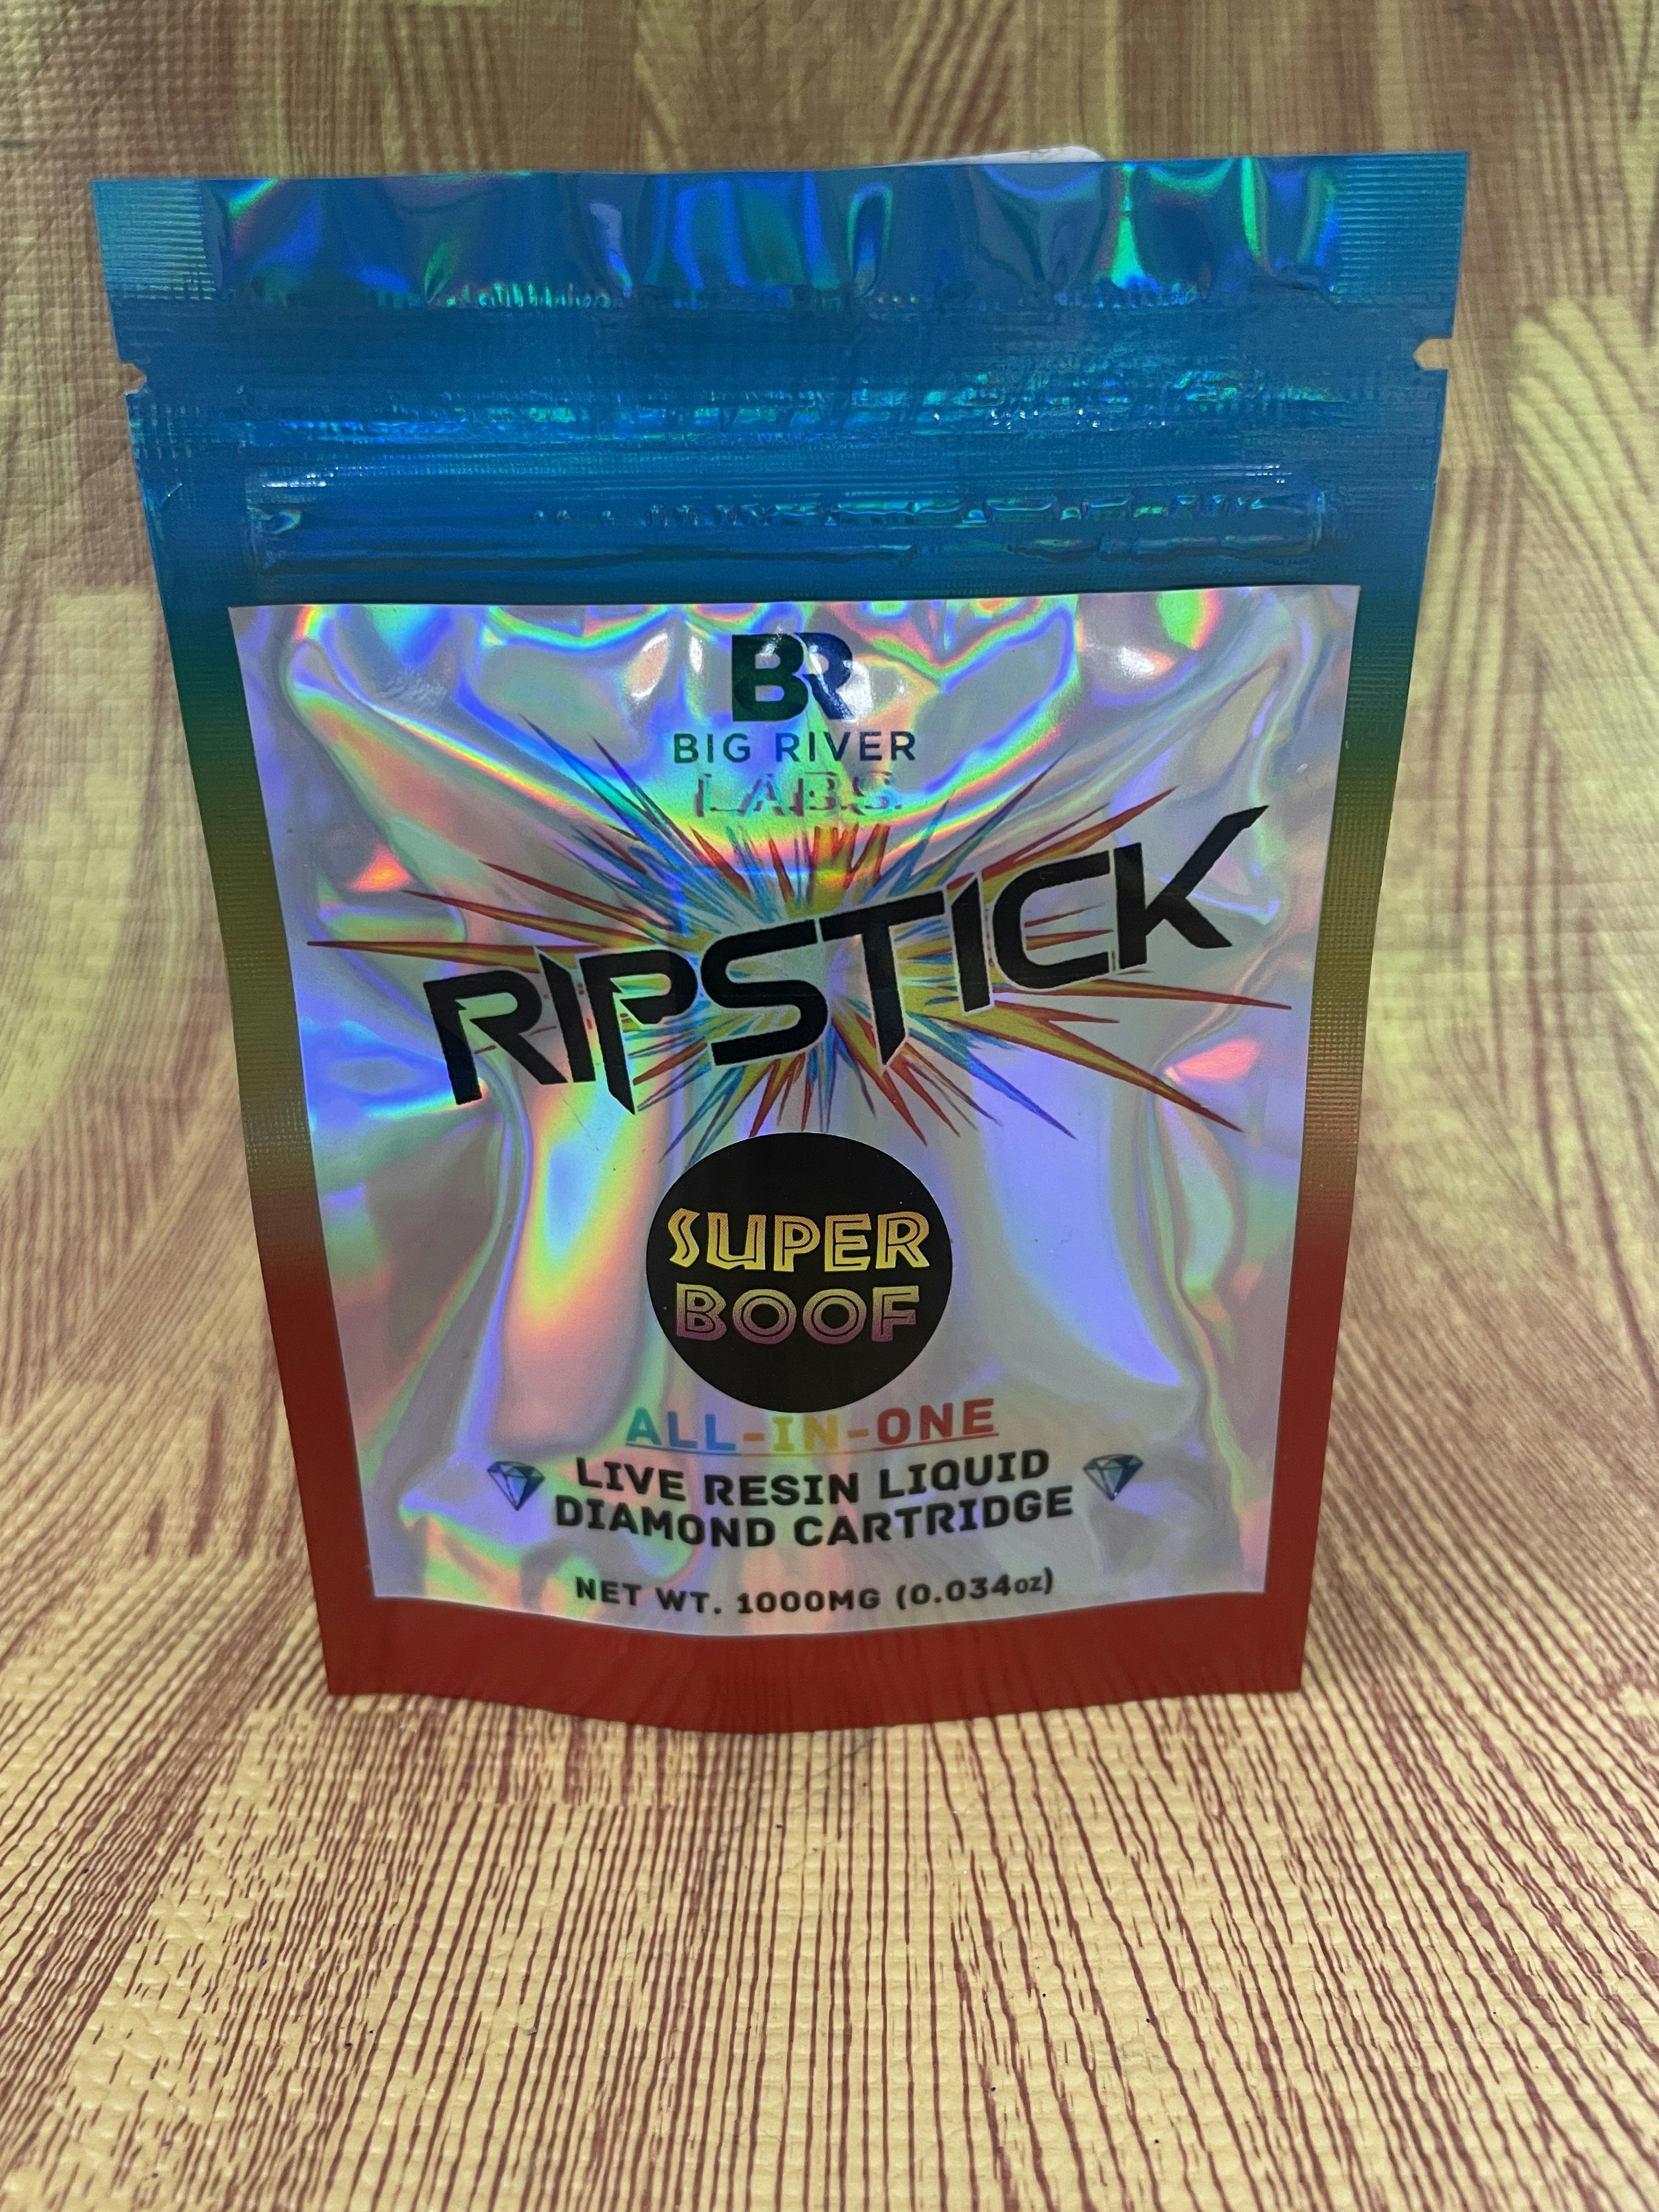 BR
BIG RIVER
LABS
RIPSTICK
SUPER
BOOF
ALL-IN-ONE
LIVE RESIN LIQUID
DIAMOND CARTRIDGE
NET WT. 1000MG (0.034oz)